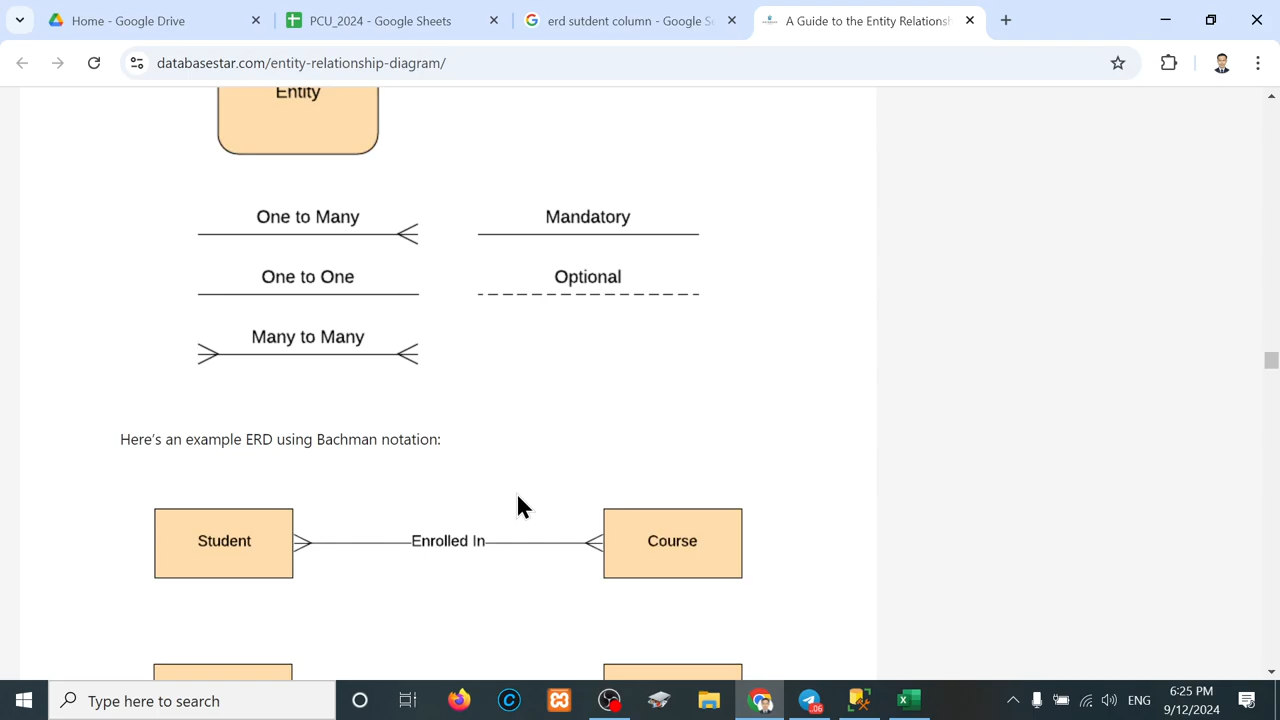 Home - Google Drive
PCU_2024 - Google Sheets
erd sutdent column - Google S
A Guide to the Entity Relationsh
databasestar.com/entity-relationship-diagram/
Entity
One to Many
Mandatory
One to One
Optional
Many to Many
Here's an example ERD using Bachman notation:
Student
Enrolled In
Course
Type here to search
.06
ENG
6:25 PM
9/12/2024